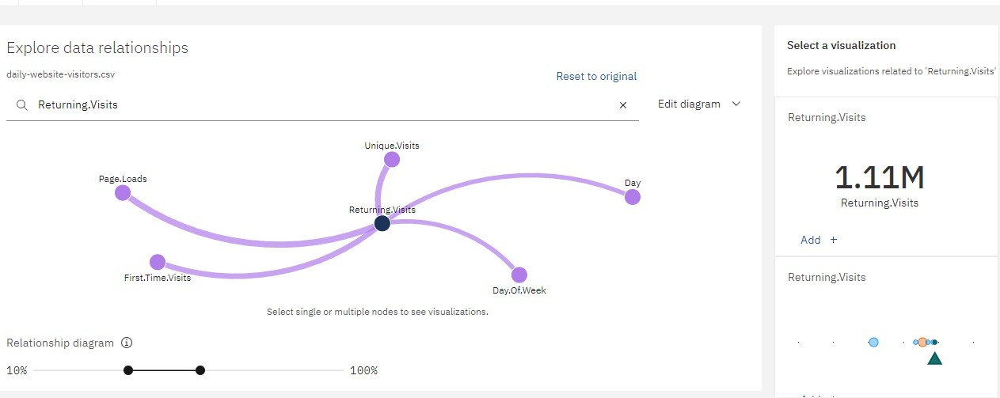 Explore data relationships
daily-website-visitors.csv
Reset to original
Returning.Visits
Edit diagram
Unique.Visits
Page.Loads
Day
Returning.Visits
First.Time.Visits
Day.Of.Week
Select single or multiple nodes to see visualizations.
Relationship diagram
10% 100%
Select a visualization
Explore visualizations related to 'Returning.Visits'
Returning.Visits
1.11M
Returning.Visits
Add +
Returning.Visits